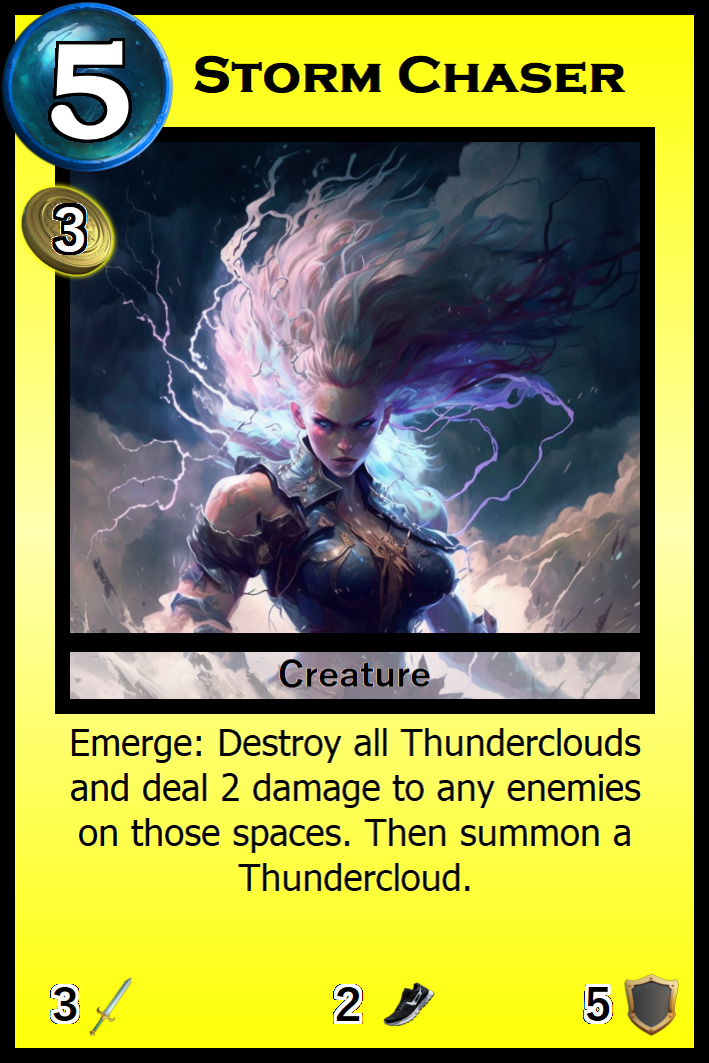 5
Storm Chaser
3
Creature
Emerge: Destroy all Thunderclouds
and deal 2 damage to any enemies
on those spaces. Then summon a
Thundercloud.
3 2 5